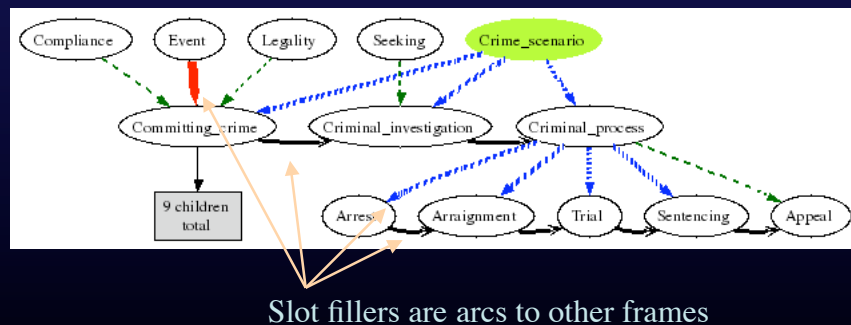 Compliance Event Legality Seeking Crime_scenario
Committing_crime Criminal_investigation Criminal_process
9 children
total
Arrest Arraignment Trial Sentencing Appeal
Slot fillers are arcs to other frames